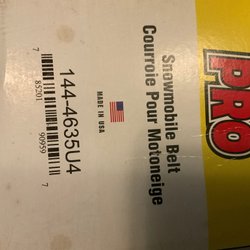 PRO
Snowmobile Belt
Courroie Pour Motoneige
MADE IN USA
144-4635U4
7 85201 90959 7